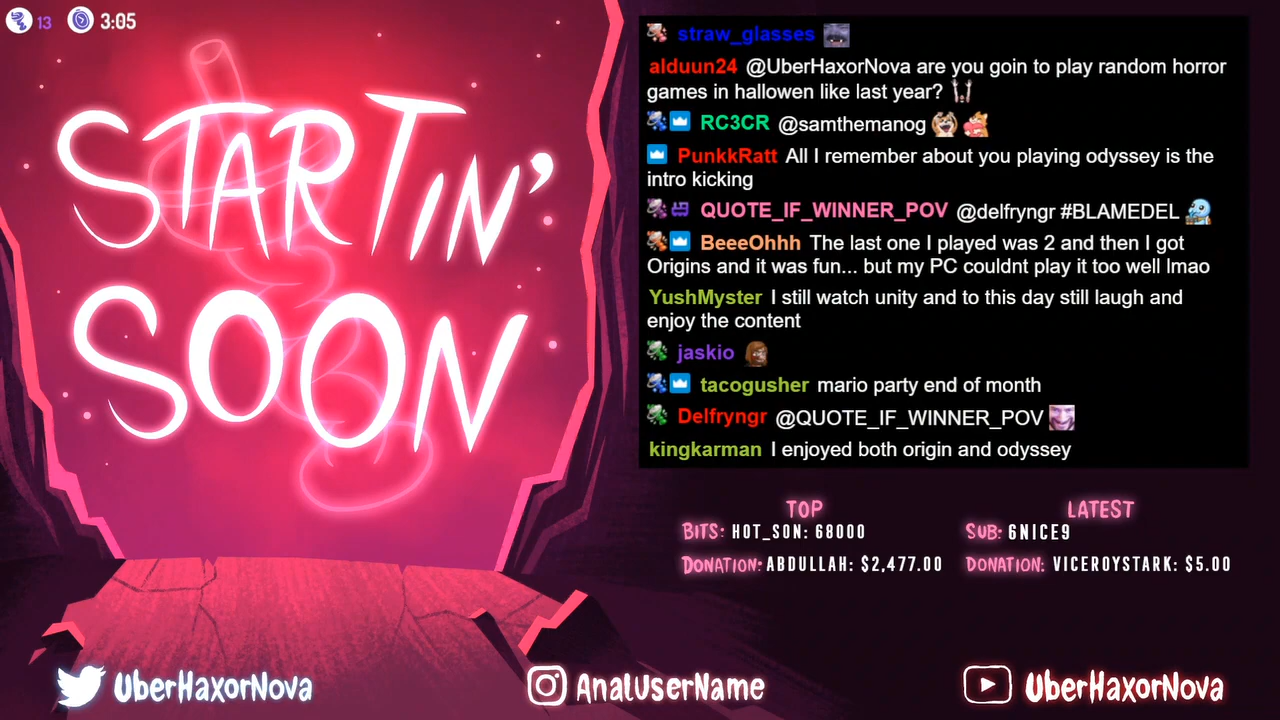 13 3:05
STARTIN'
SOON
straw_glasses
alduun24 @UberHaxorNova are you goin to play random horror
games in hallowen like last year?
RC3CR @samthemanog
PunkkRatt All I remember about you playing odyssey is the
intro kicking
QUOTE_IF_WINNER_POV @delfryngr #BLAMEDEL
BeeeOhhh The last one I played was 2 and then I got
Origins and it was fun... but my PC couldnt play it too well lmao
YushMyster I still watch unity and to this day still laugh and
enjoy the content
jaskio
tacogusher mario party end of month
Delfryngr @QUOTE_IF_WINNER_POV
kingkarman I enjoyed both origin and odyssey
TOP
BITS: HOT_SON: 68000
DONATION: ABDULLAH: $2,477.00
LATEST
SUB: 6NICE9
DONATION: VICEROYSTARK: $5.00
UberHaxorNova
AnalUserName
UberHaxorNova